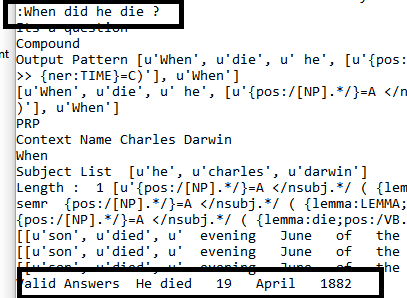 :When did he die ?
Its a question
Compound
nt
Output Pattern [u'When', u'die', u' he', [u'{pos:/[NP].*/}=A </n
>> {ner:TIME}=C)'], u'When']
[u'When', u'die', u' he', [u'{pos:/[NP].*/}=A </n
)'], u'When']
PRP
Context Name Charles Darwin
When
Subject List  [u'he', u'charles', u'darwin']
Length :  1 [u'{pos:/[NP].*/}=A </nsubj.*/ ( {lem
semr  {pos:/[NP].*/}=A </nsubj.*/ ( {lemma:LEMMA;
{pos:/[NP].*/}=A </nsubj.*/ ( {lemma:die;pos:/VB.
[[u'son', u'died', u'  evening   June   of   the
[[u'son', u'died', u'  evening   June   of   the
[[u'son', u'died', u'  evening   June   of   the
Valid Answers  He died   19   April   1882